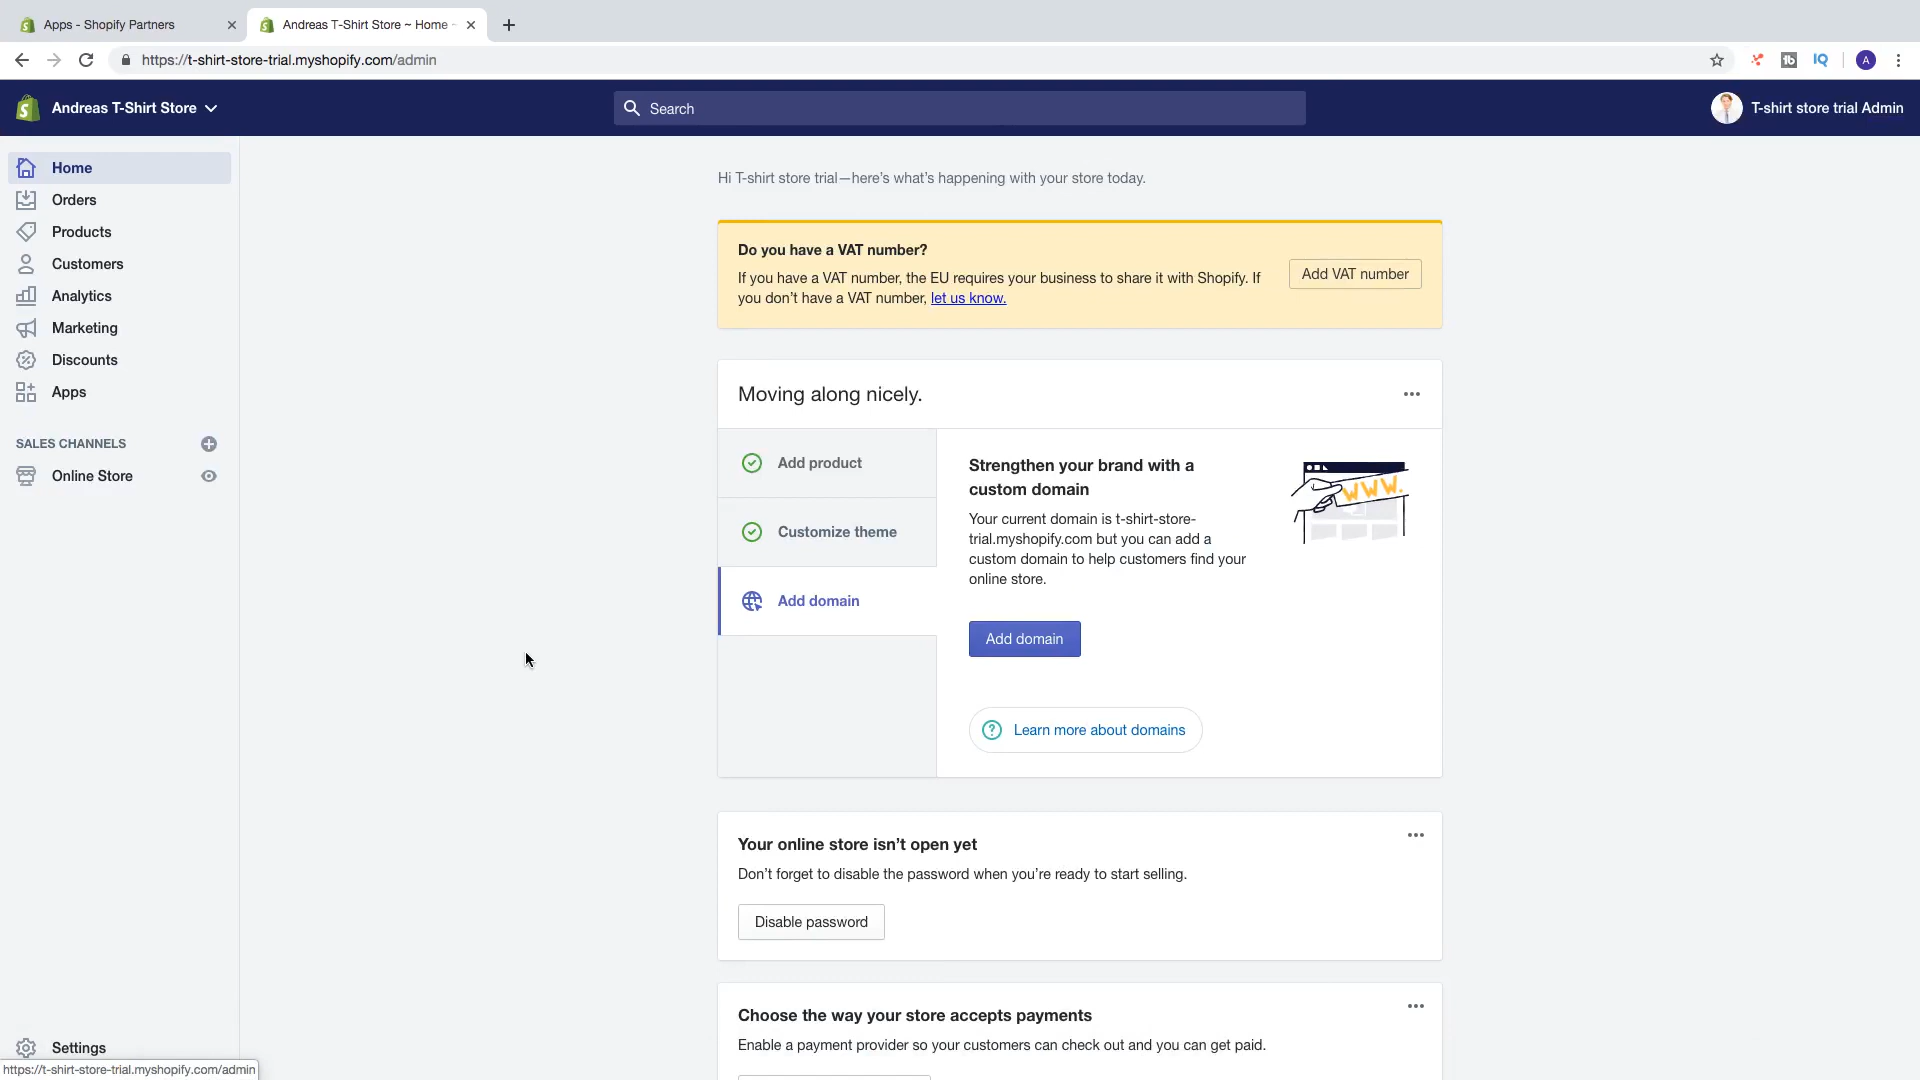 Apps - Shopify Partners
Andreas T-Shirt Store ~ Home ~
https://t-shirt-store-trial.myshopify.com/admin
A
Andreas T-Shirt Store
Search
T-shirt store trial Admin
Home
Orders
Products
Customers
Analytics
Marketing
Discounts
Apps
SALES CHANNELS
Online Store
Settings
https://t-shirt-store-trial.myshopify.com/admin
Hi T-shirt store trial—here’s what’s happening with your store today.
Do you have a VAT number?
If you have a VAT number, the EU requires your business to share it with Shopify. If
you don’t have a VAT number, let us know.
Add VAT number
Moving along nicely.
Add product
Customize theme
Add domain
Strengthen your brand with a
custom domain
Your current domain is t-shirt-store-
trial.myshopify.com but you can add a
custom domain to help customers find your
online store.
WWW.
Add domain
Learn more about domains
Your online store isn’t open yet
Don’t forget to disable the password when you’re ready to start selling.
Disable password
Choose the way your store accepts payments
Enable a payment provider so your customers can check out and you can get paid.